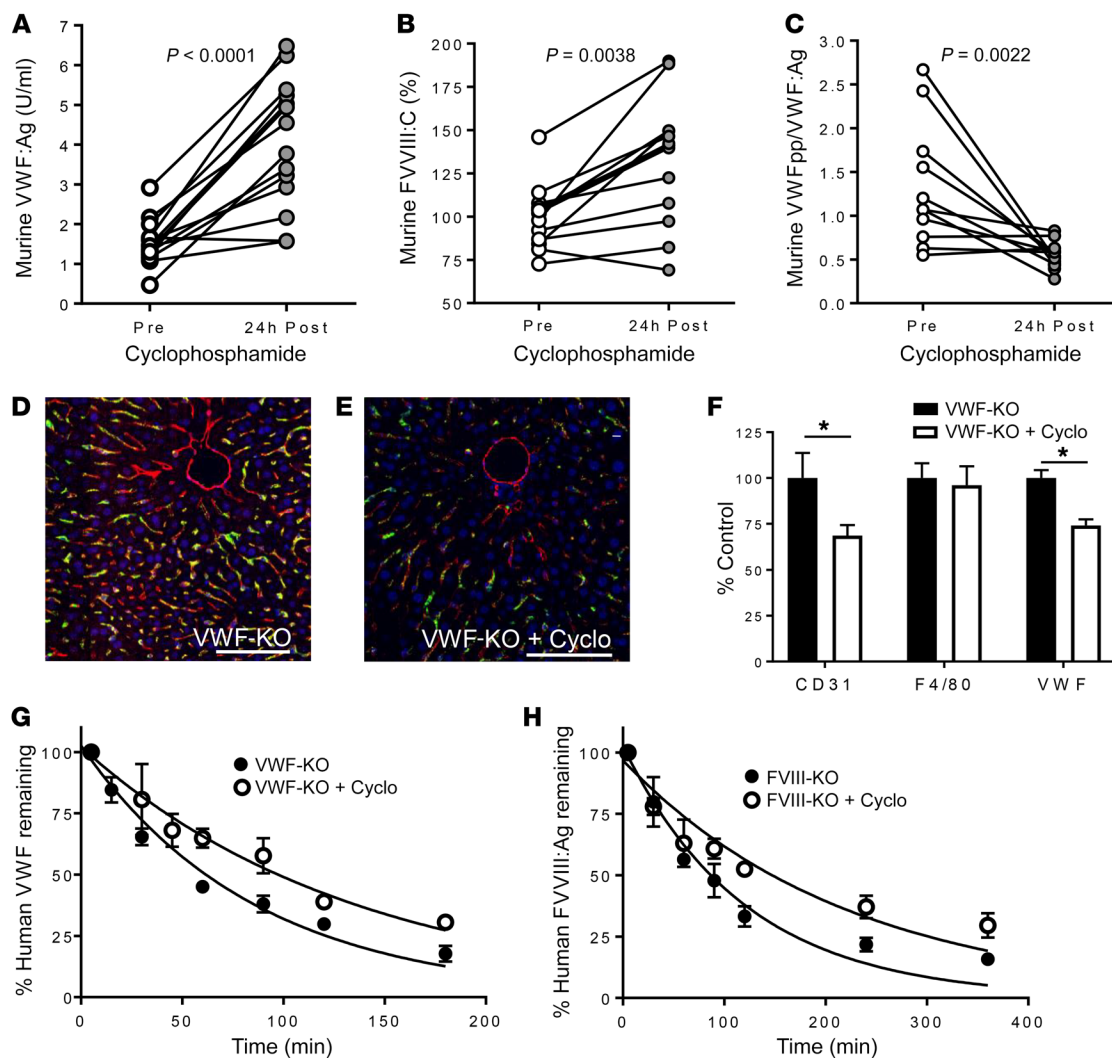 A
Murine VWF:Ag (U/ml)
7
6
5
4
3
2
1
0
P < 0.0001
Pre
24h Post
Cyclophosphamide
B
Murine FVIII:C (%)
200
175
150
125
100
75
50
P = 0.0038
Pre
24h Post
Cyclophosphamide
C
Murine VWFpp/VWF:Ag
3.0
2.5
2.0
1.5
1.0
0.5
0.0
P = 0.0022
Pre
24h Post
Cyclophosphamide
D
VWF-KO
E
VWF-KO + Cyclo
F
VWF-KO
VWF-KO + Cyclo
% Control
125
100
75
50
25
0
*
*
CD31
F4/80
VWF
G
% Human VWF remaining
100
75
50
25
0
VWF-KO
VWF-KO + Cyclo
0
50
100
150
200
Time (min)
H
% Human FVVIII:Ag remaining
100
75
50
25
0
FVIII-KO
FVIII-KO + Cyclo
0
100
200
300
400
Time (min)